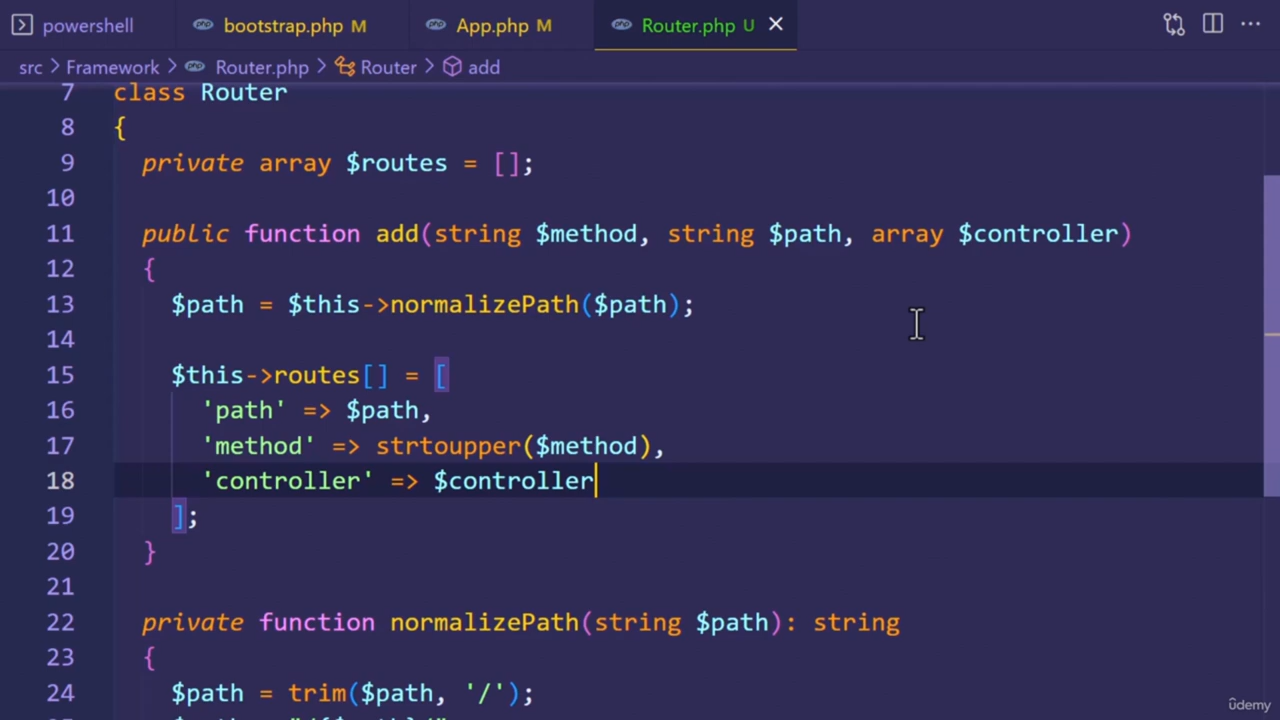 powershell bootstrap.php M App.php M Router.php U
src > Framework > Router.php > Router > add
7 class Router
8 {
9 private array $routes = [];
10
11 public function add(string $method, string $path, array $controller)
12 {
13 $path = $this->normalizePath($path);
14
15 $this->routes[] = [
16 'path' => $path,
17 'method' => strtoupper($method),
18 'controller' => $controller
19 ];
20 }
21
22 private function normalizePath(string $path): string
23 {
24 $path = trim($path, '/');
ûdemy